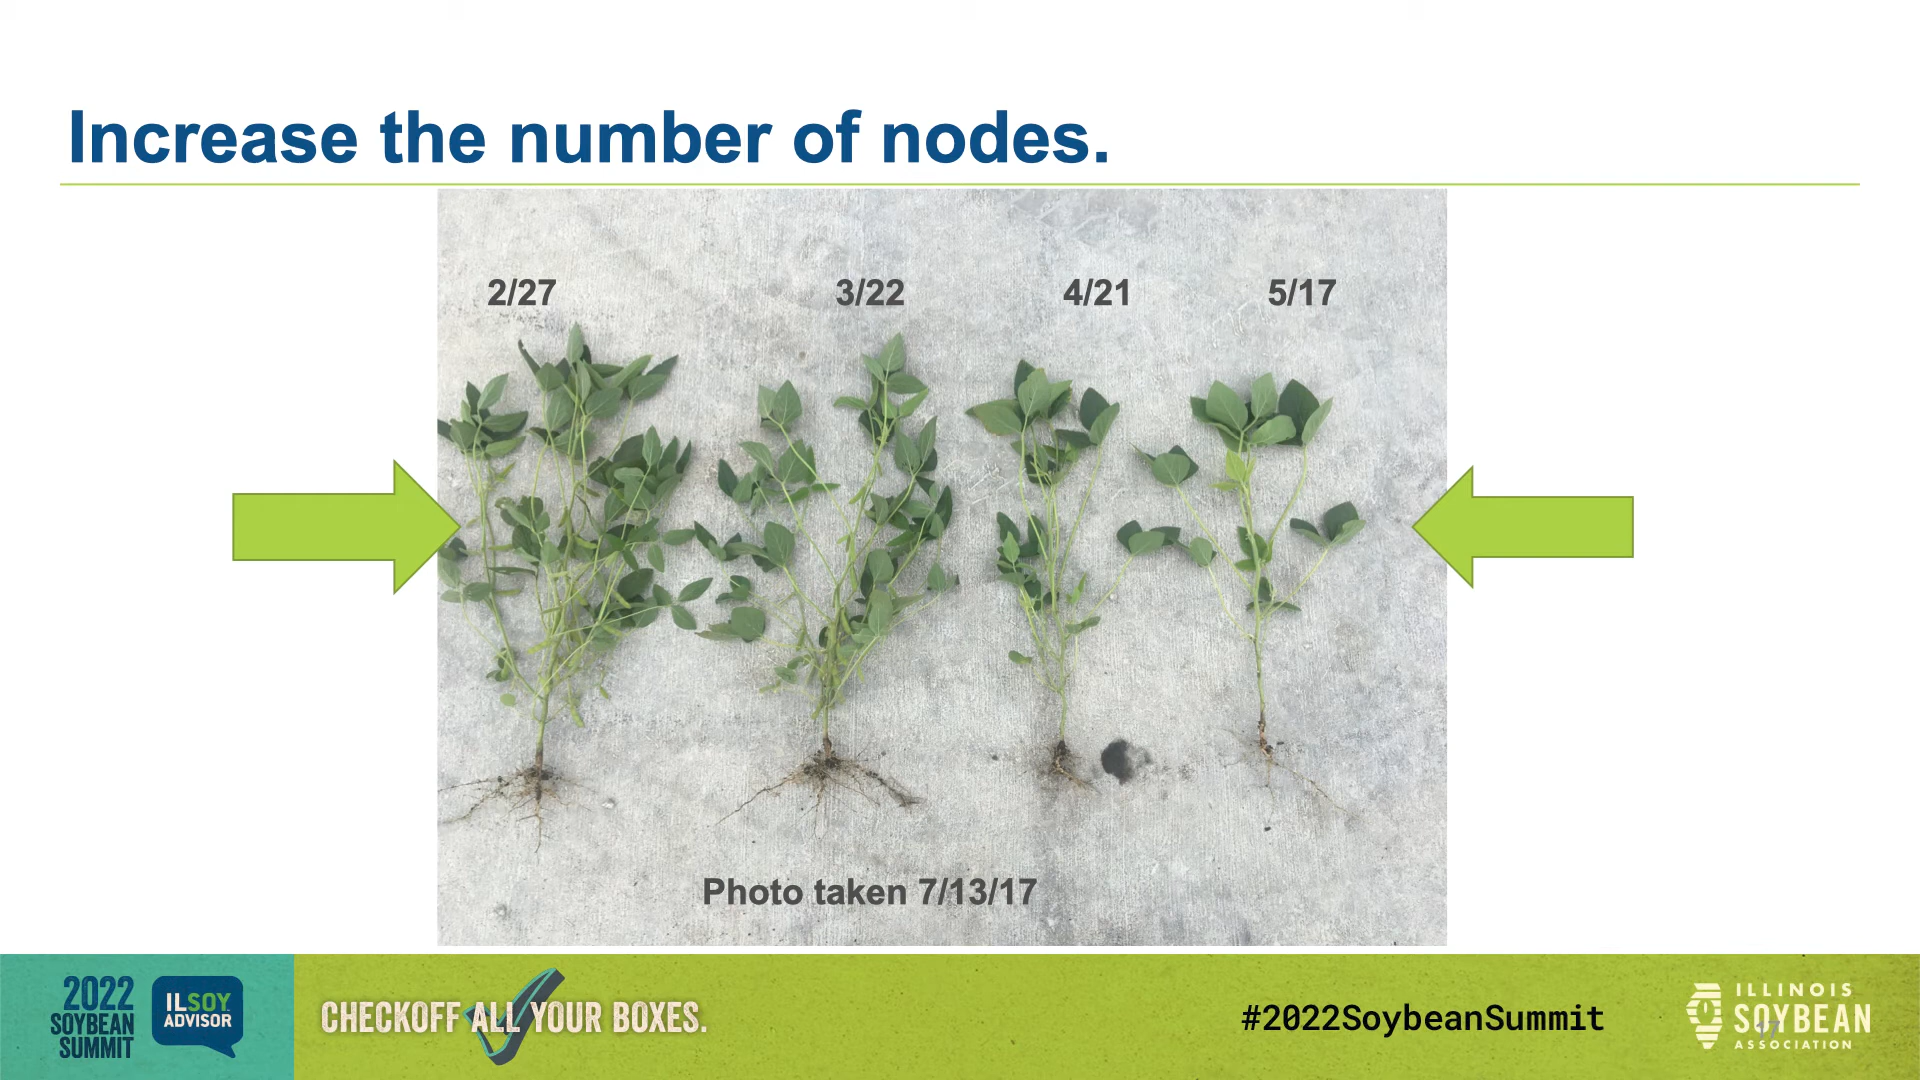 Increase the number of nodes.
2/27 3/22 4/21 5/17
Photo taken 7/13/17
2022
SOYBEAN
SUMMIT
ILSOY
ADVISOR
CHECKOFF ALL YOUR BOXES.
#2022SoybeanSummit
ILLINOIS
SOYBEAN
ASSOCIATION
17